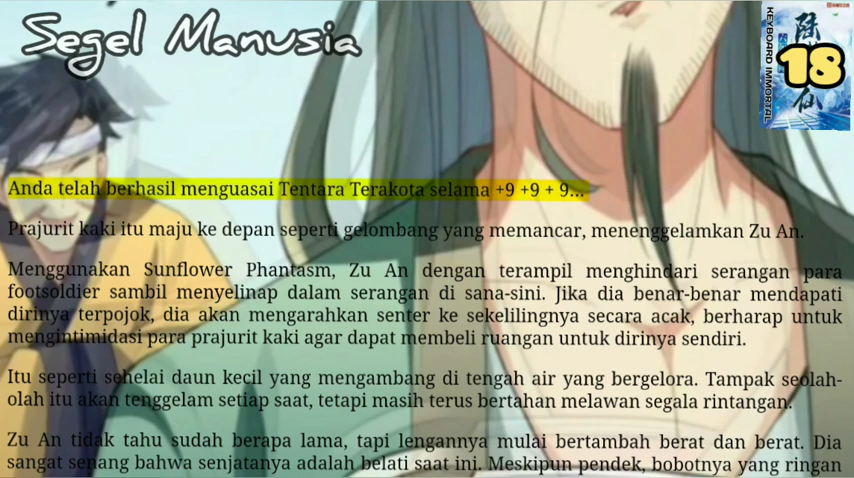 Segel Manusia
KEYBOARD IMMORTAL
18
Anda telah berhasil menguasai Tentara Terakota selama +9 +9 + 9...
Prajurit kaki itu maju ke depan seperti gelombang yang memancar, menenggelamkan Zu An.
Menggunakan Sunflower Phantasm, Zu An dengan terampil menghindari serangan para
footsoldier sambil menyelinap dalam serangan di sana-sini. Jika dia benar-benar mendapati
dirinya terpojok, dia akan mengarahkan senter ke sekelilingnya secara acak, berharap untuk
mengintimidasi para prajurit kaki agar dapat membeli ruangan untuk dirinya sendiri.
Itu seperti sehelai daun kecil yang mengambang di tengah air yang bergelora. Tampak seolah-
olah itu akan tenggelam setiap saat, tetapi masih terus bertahan melawan segala rintangan.
Zu An tidak tahu sudah berapa lama, tapi lengannya mulai bertambah berat dan berat. Dia
sangat senang bahwa senjatanya adalah belati saat ini. Meskipun pendek, bobotnya yang ringan